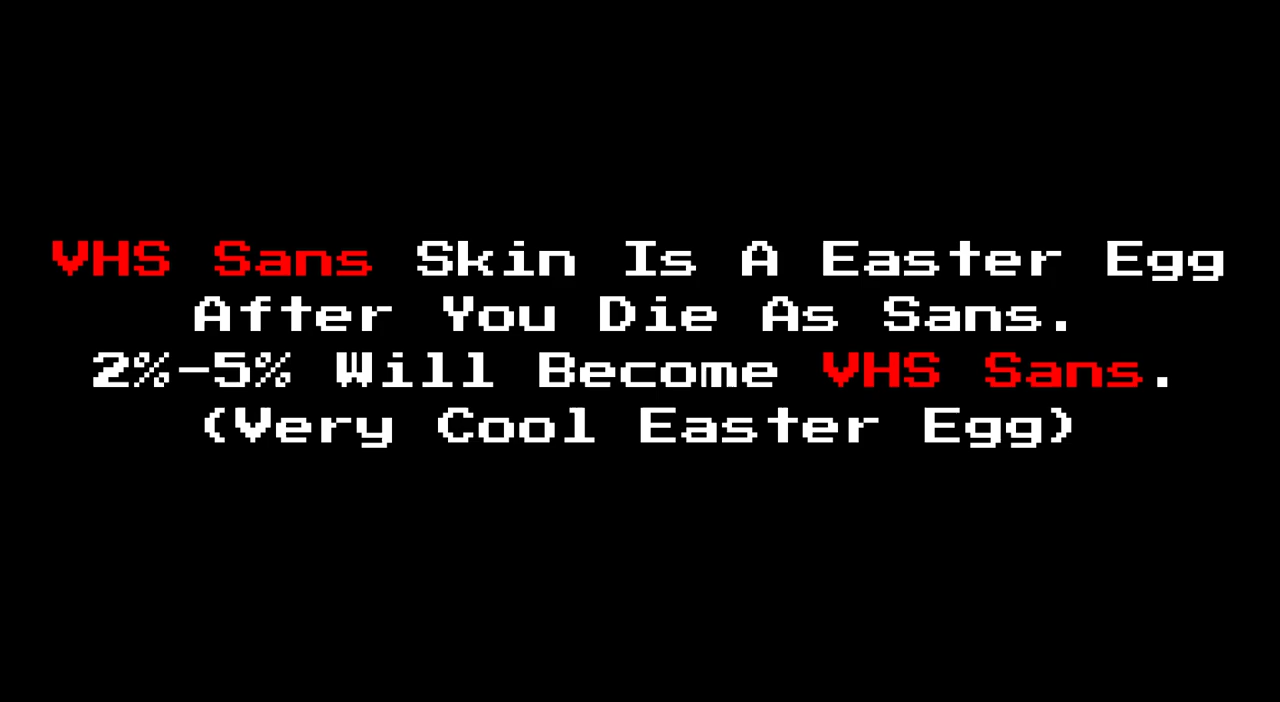 VHS Sans Skin Is A Easter Egg
After You Die As Sans.
2%-5% Will Become VHS Sans.
(Very Cool Easter Egg)